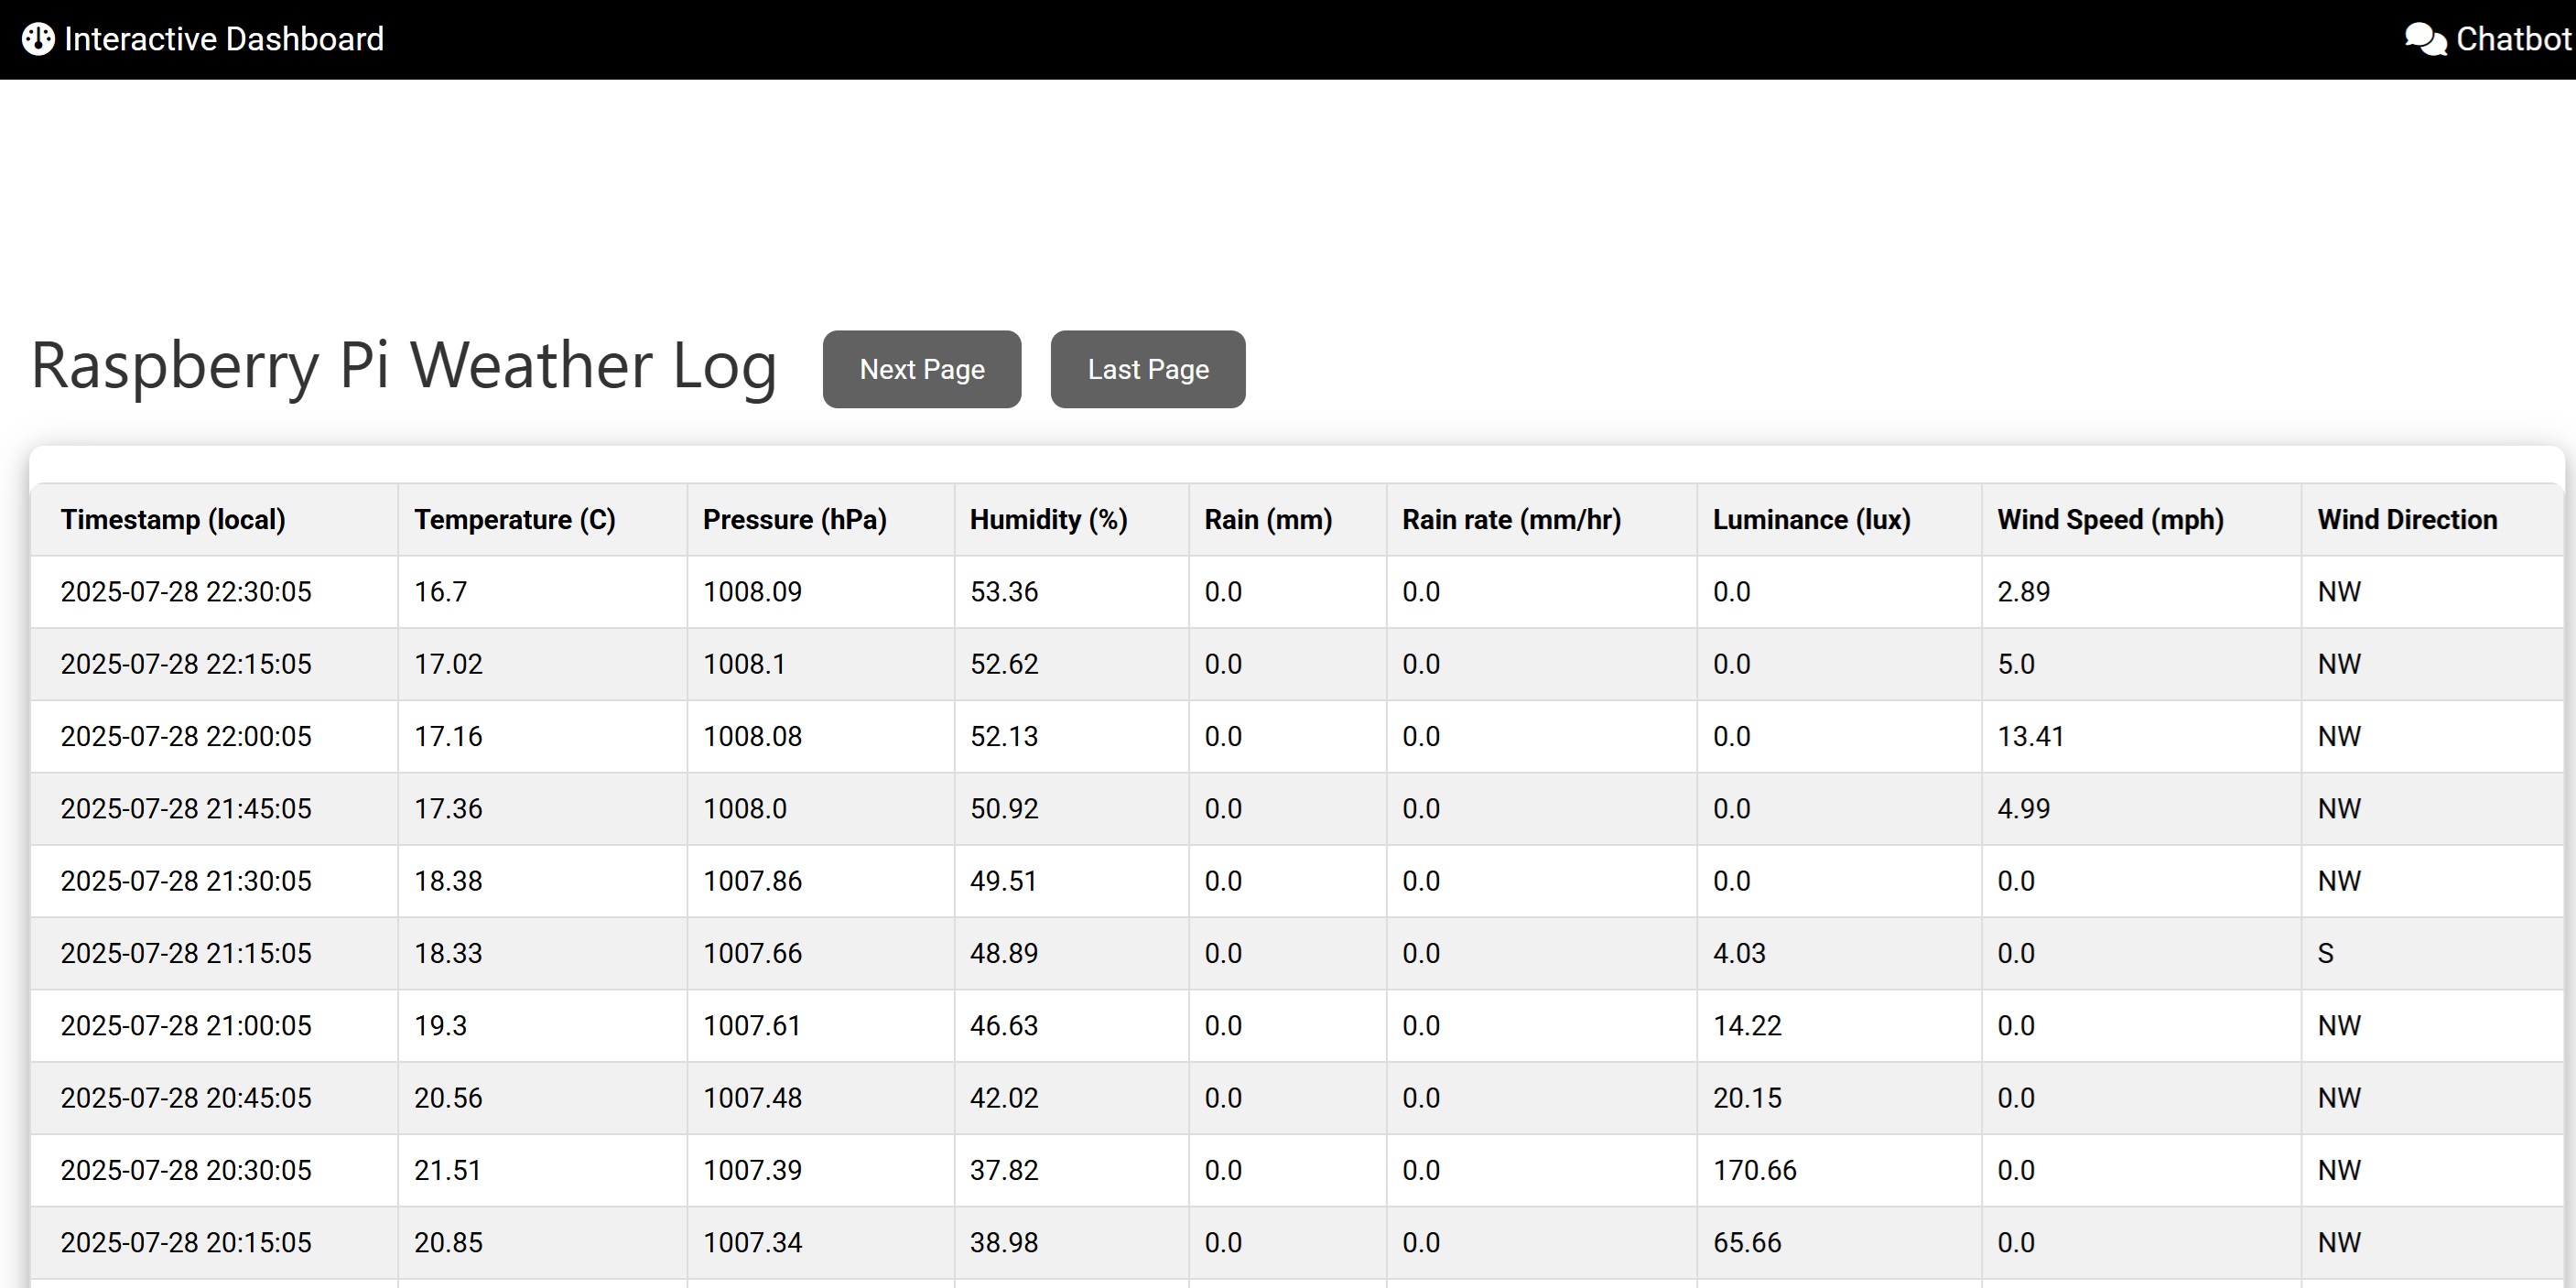 Interactive Dashboard Chatbot
Raspberry Pi Weather Log Next Page Last Page
Timestamp (local) Temperature (C) Pressure (hPa) Humidity (%) Rain (mm) Rain rate (mm/hr) Luminance (lux) Wind Speed (mph) Wind Direction
2025-07-28 22:30:05 16.7 1008.09 53.36 0.0 0.0 0.0 2.89 NW
2025-07-28 22:15:05 17.02 1008.1 52.62 0.0 0.0 0.0 5.0 NW
2025-07-28 22:00:05 17.16 1008.08 52.13 0.0 0.0 0.0 13.41 NW
2025-07-28 21:45:05 17.36 1008.0 50.92 0.0 0.0 0.0 4.99 NW
2025-07-28 21:30:05 18.38 1007.86 49.51 0.0 0.0 0.0 0.0 NW
2025-07-28 21:15:05 18.33 1007.66 48.89 0.0 0.0 4.03 0.0 S
2025-07-28 21:00:05 19.3 1007.61 46.63 0.0 0.0 14.22 0.0 NW
2025-07-28 20:45:05 20.56 1007.48 42.02 0.0 0.0 20.15 0.0 NW
2025-07-28 20:30:05 21.51 1007.39 37.82 0.0 0.0 170.66 0.0 NW
2025-07-28 20:15:05 20.85 1007.34 38.98 0.0 0.0 65.66 0.0 NW